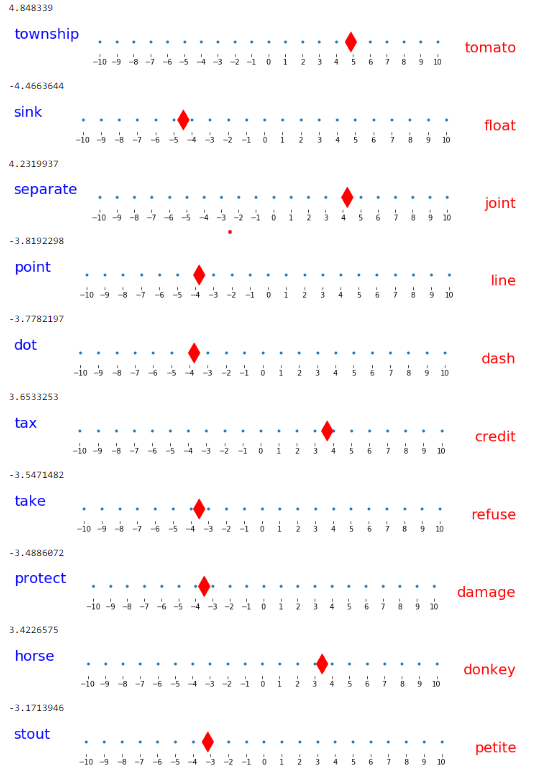 4.848339
township tomato
−10 −9 −8 −7 −6 −5 −4 −3 −2 −1 0 1 2 3 4 5 6 7 8 9 10
-4.4663644
sink float
−10 −9 −8 −7 −6 −5 −4 −3 −2 −1 0 1 2 3 4 5 6 7 8 9 10
4.2319937
separate joint
−10 −9 −8 −7 −6 −5 −4 −3 −2 −1 0 1 2 3 4 5 6 7 8 9 10
-3.8192298
point line
−10 −9 −8 −7 −6 −5 −4 −3 −2 −1 0 1 2 3 4 5 6 7 8 9 10
-3.7782197
dot dash
−10 −9 −8 −7 −6 −5 −4 −3 −2 −1 0 1 2 3 4 5 6 7 8 9 10
3.6533253
tax credit
−10 −9 −8 −7 −6 −5 −4 −3 −2 −1 0 1 2 3 4 5 6 7 8 9 10
-3.5471482
take refuse
−10 −9 −8 −7 −6 −5 −4 −3 −2 −1 0 1 2 3 4 5 6 7 8 9 10
-3.4886072
protect damage
−10 −9 −8 −7 −6 −5 −4 −3 −2 −1 0 1 2 3 4 5 6 7 8 9 10
3.4226575
horse donkey
−10 −9 −8 −7 −6 −5 −4 −3 −2 −1 0 1 2 3 4 5 6 7 8 9 10
-3.1713946
stout petite
−10 −9 −8 −7 −6 −5 −4 −3 −2 −1 0 1 2 3 4 5 6 7 8 9 10